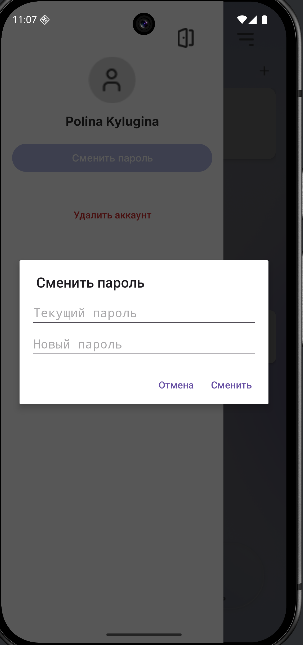 11:07
Polina Kylugina
Сменить пароль
Удалить аккаунт
Сменить пароль
Текущий пароль
Новый пароль
Отмена Сменить